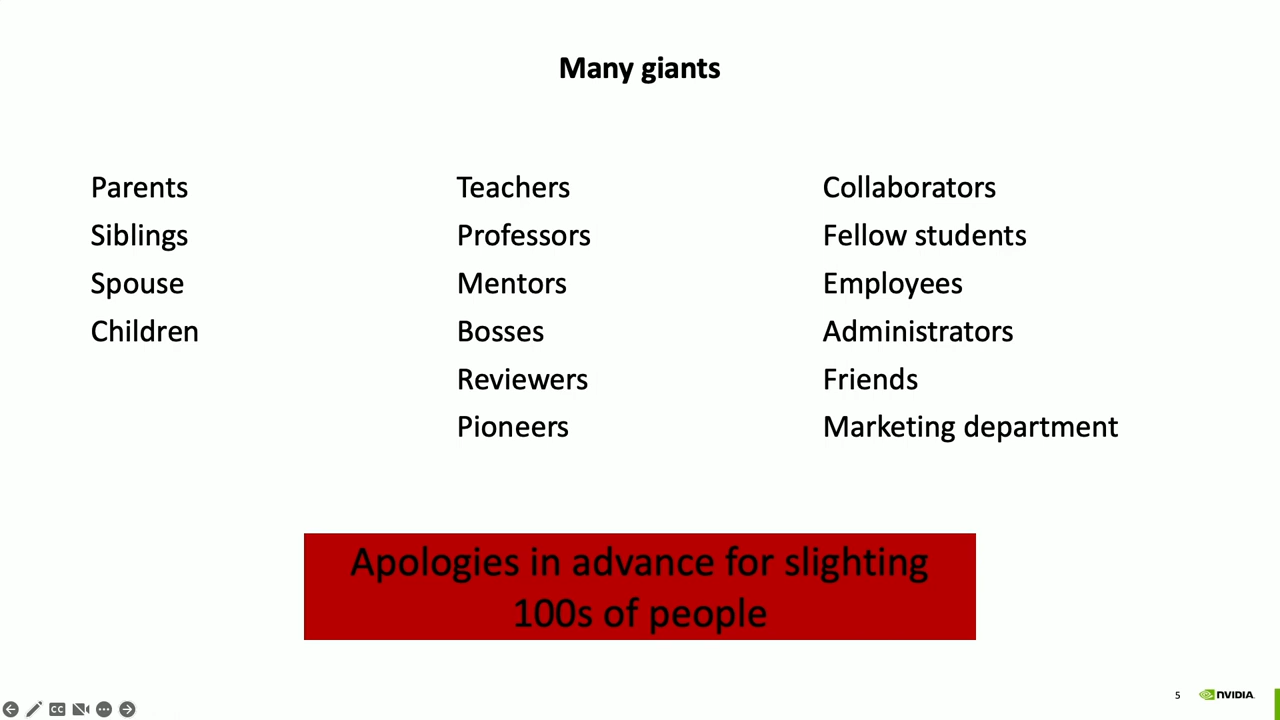 Many giants
Parents
Siblings
Spouse
Children
Teachers
Professors
Mentors
Bosses
Reviewers
Pioneers
Collaborators
Fellow students
Employees
Administrators
Friends
Marketing department
Apologies in advance for slighting
100s of people
5
NVIDIA
CC